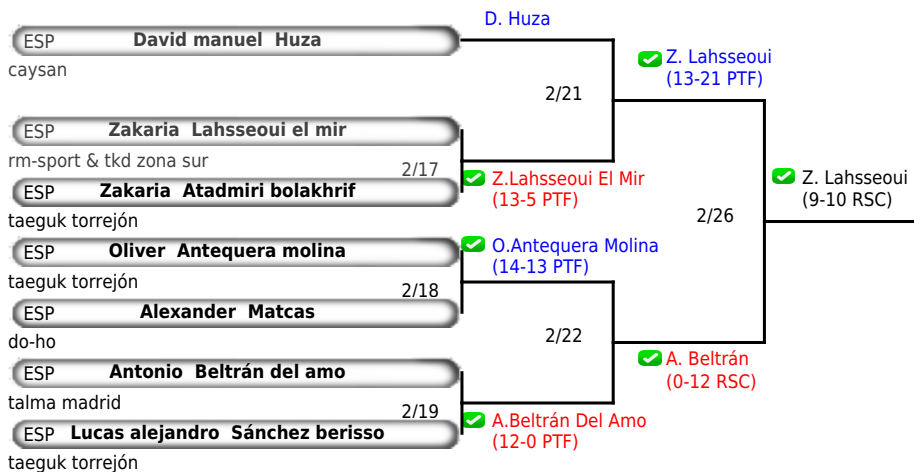 D. Huza
ESP David manuel Huza
caysan
Z. Lahsseoui
(13-21 PTF)
2/21
ESP Zakaria Lahsseoui el mir
rm-sport & tkd zona sur
2/17
Z.Lahsseoui El Mir
(13-5 PTF)
Z. Lahsseoui
(9-10 RSC)
ESP Zakaria Atadmiri bolakhrif
taeguk torrejón
2/26
ESP Oliver Antequera molina
O.Antequera Molina
(14-13 PTF)
taeguk torrejón
2/18
ESP Alexander Matcas
do-ho
2/22
A. Beltrán
(0-12 RSC)
ESP Antonio Beltrán del amo
talma madrid
2/19
A.Beltrán Del Amo
(12-0 PTF)
ESP Lucas alejandro Sánchez berisso
taeguk torrejón